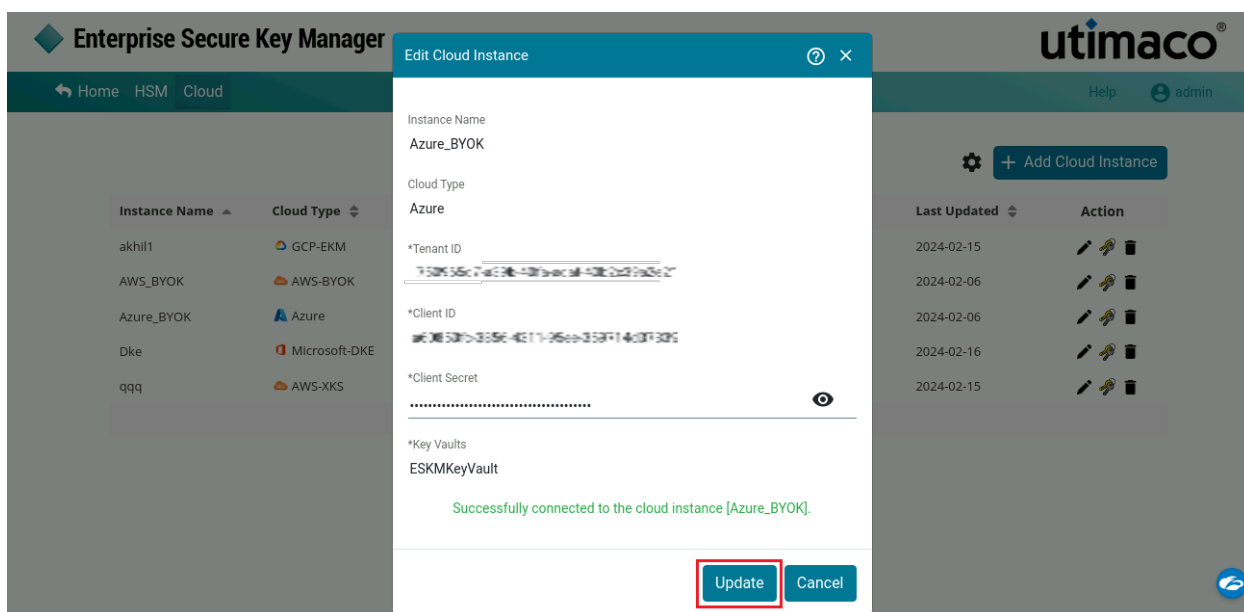 Enterprise Secure Key Manager
utimaco®
Home HSM Cloud
Help admin
+ Add Cloud Instance
Instance Name Cloud Type Last Updated Action
akhil1 GCP-EKM 2024-02-15
AWS_BYOK AWS-BYOK 2024-02-06
Azure_BYOK Azure 2024-02-06
Dke Microsoft-DKE 2024-02-16
qqq AWS-XKS 2024-02-15
Edit Cloud Instance
Instance Name
Azure_BYOK
Cloud Type
Azure
*Tenant ID
*Client ID
*Client Secret
*Key Vaults
ESKMKeyVault
Successfully connected to the cloud instance [Azure_BYOK].
Update Cancel